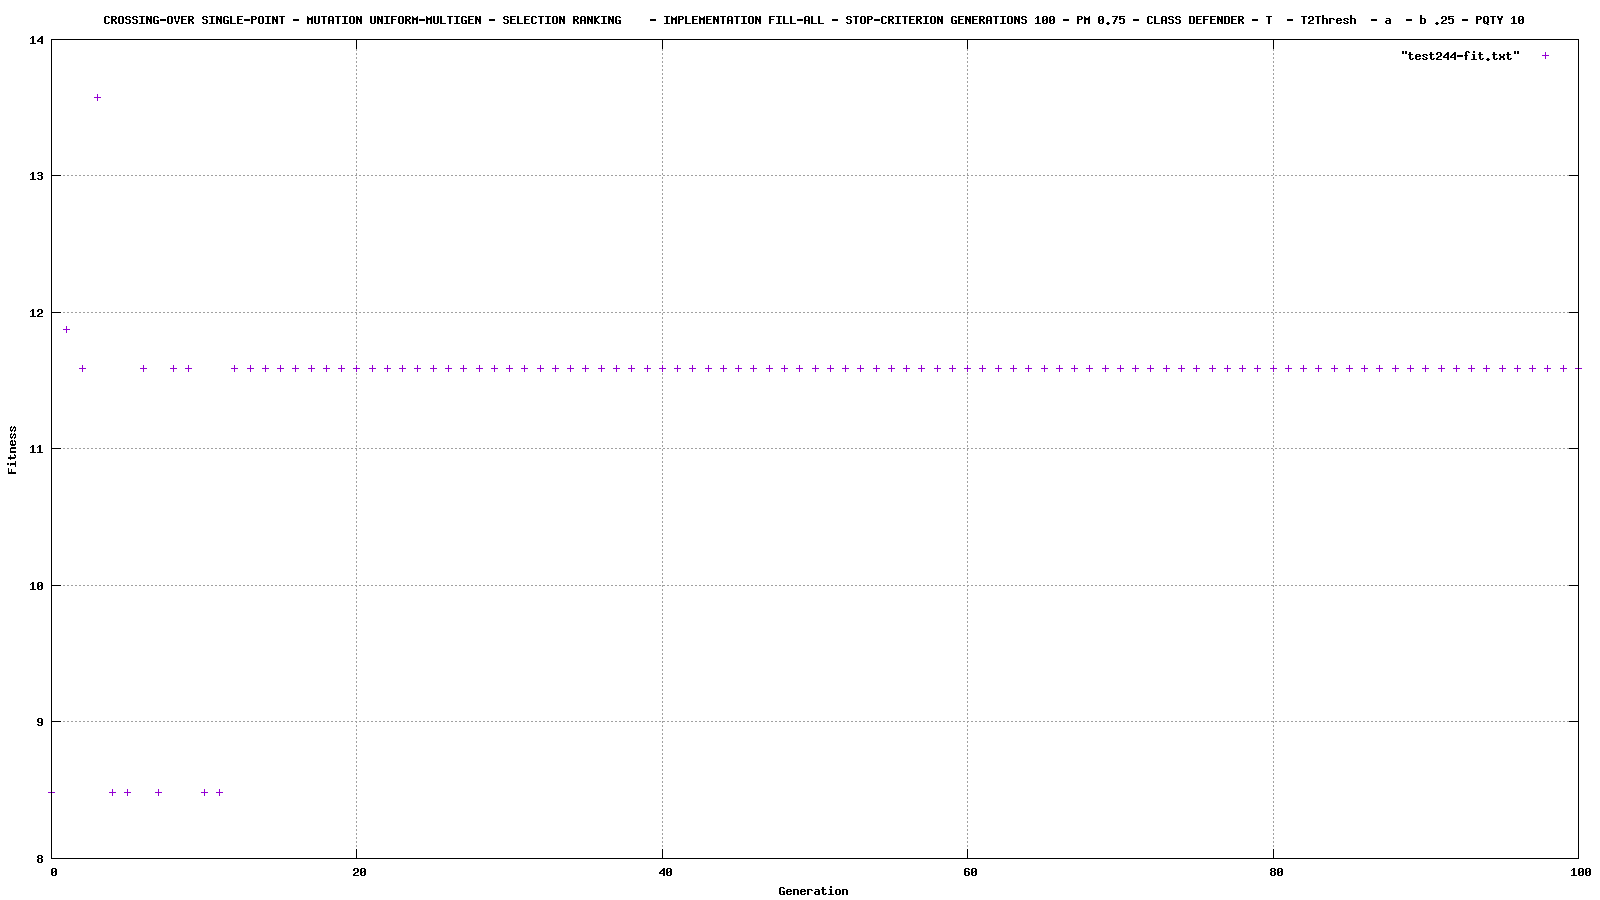 CROSSING-OVER SINGLE-POINT - MUTATION UNIFORM-MULTIGEN - SELECTION RANKING    - IMPLEMENTATION FILL-ALL - STOP-CRITERION GENERATIONS 100 - PM 0.75 - CLASS DEFENDER - T  - T2Thresh  - a  - b .25 - PQTY 10
14
"test244-fit.txt"
13
12
11
Fitness
10
9
8
0 20 40 60 80 100
Generation